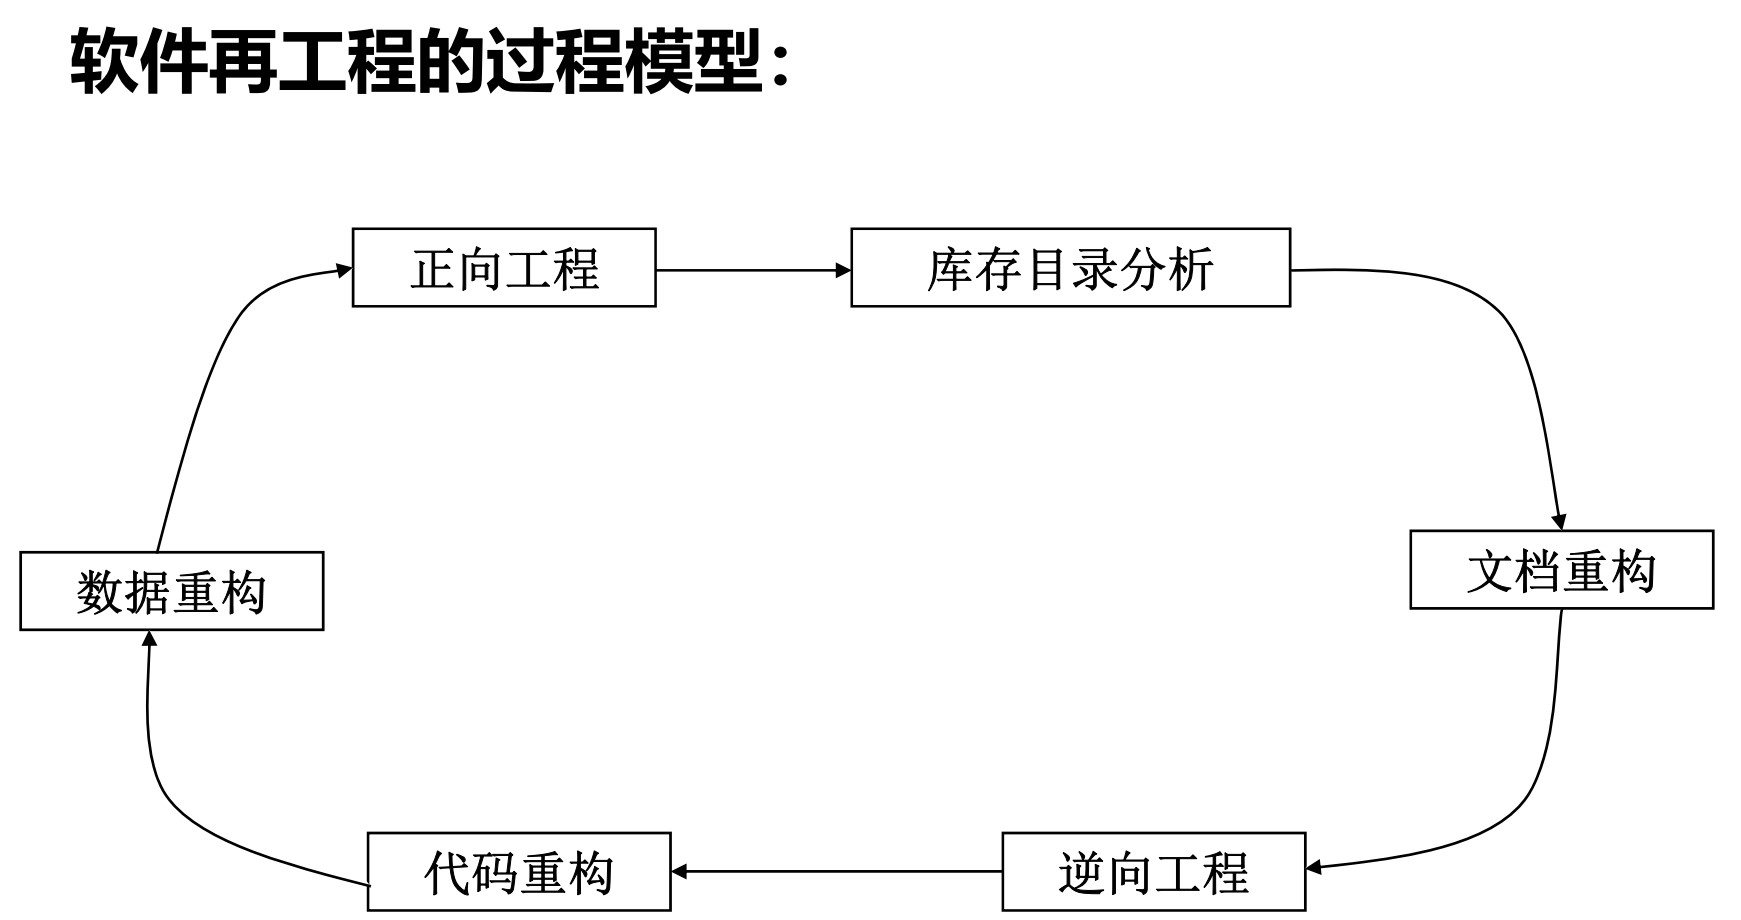 软件再工程的过程模型：
正向工程
库存目录分析
文档重构
数据重构
代码重构
逆向工程